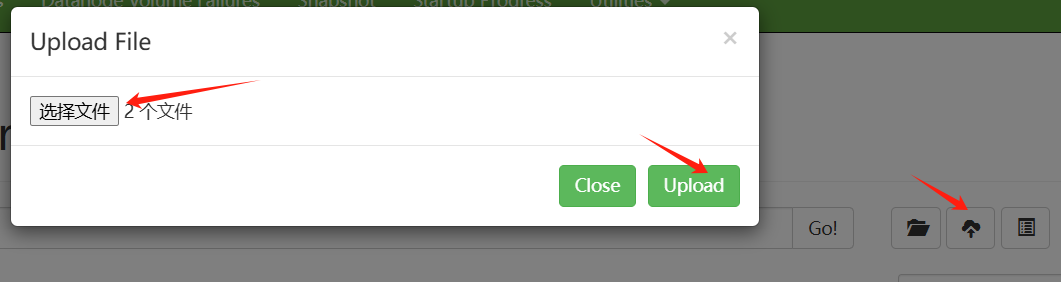 Datanode Volume Failures Snapshot Startup Progress Utilities
Upload File
×
选择文件 2 个文件
Close Upload
Go!